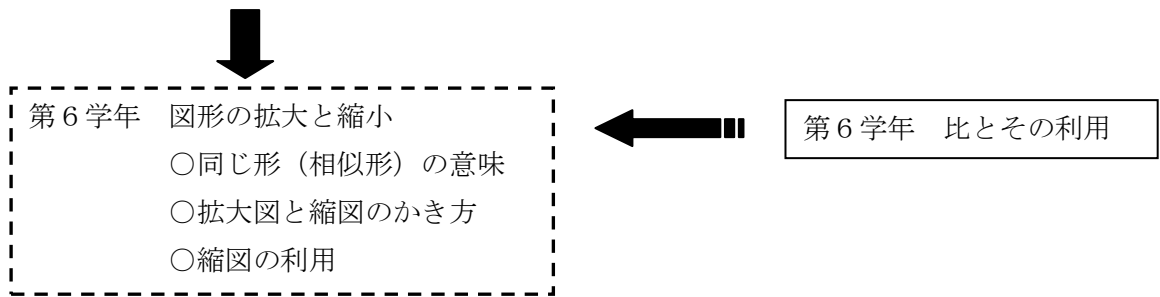 第６学年　図形の拡大と縮小
○同じ形（相似形）の意味
○拡大図と縮図のかき方
○縮図の利用
第６学年　比とその利用